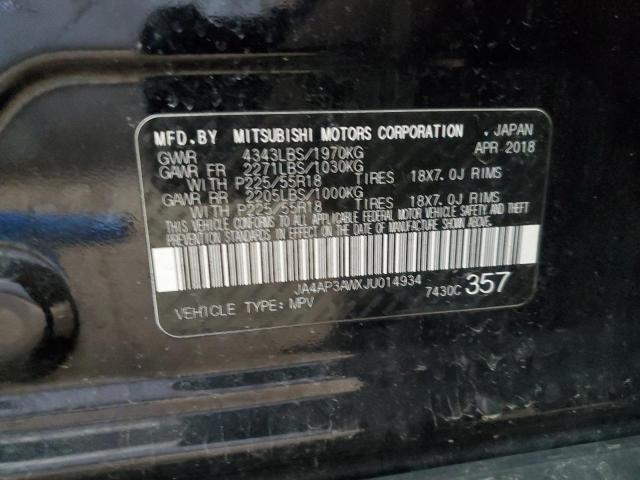 MFD.BY MITSUBISHI MOTORS CORPORATION . JAPAN
GVWR 4343LBS/1970KG APR-2018
GAWR FR 2271LBS/1030KG
WITH P225/55R18 TIRES 18X7.0J RIMS
GAWR RR 2205LBS/1000KG
WITH P225/55R18 TIRES 18X7.0J RIMS
THIS VEHICLE CONFORMS TO ALL APPLICABLE FEDERAL MOTOR VEHICLE SAFETY AND THEFT
PREVENTION STANDARDS IN EFFECT ON THE DATE OF MANUFACTURE SHOWN ABOVE.
JA4AP3AWXJU014934 7430C 357
VEHICLE TYPE:MPV